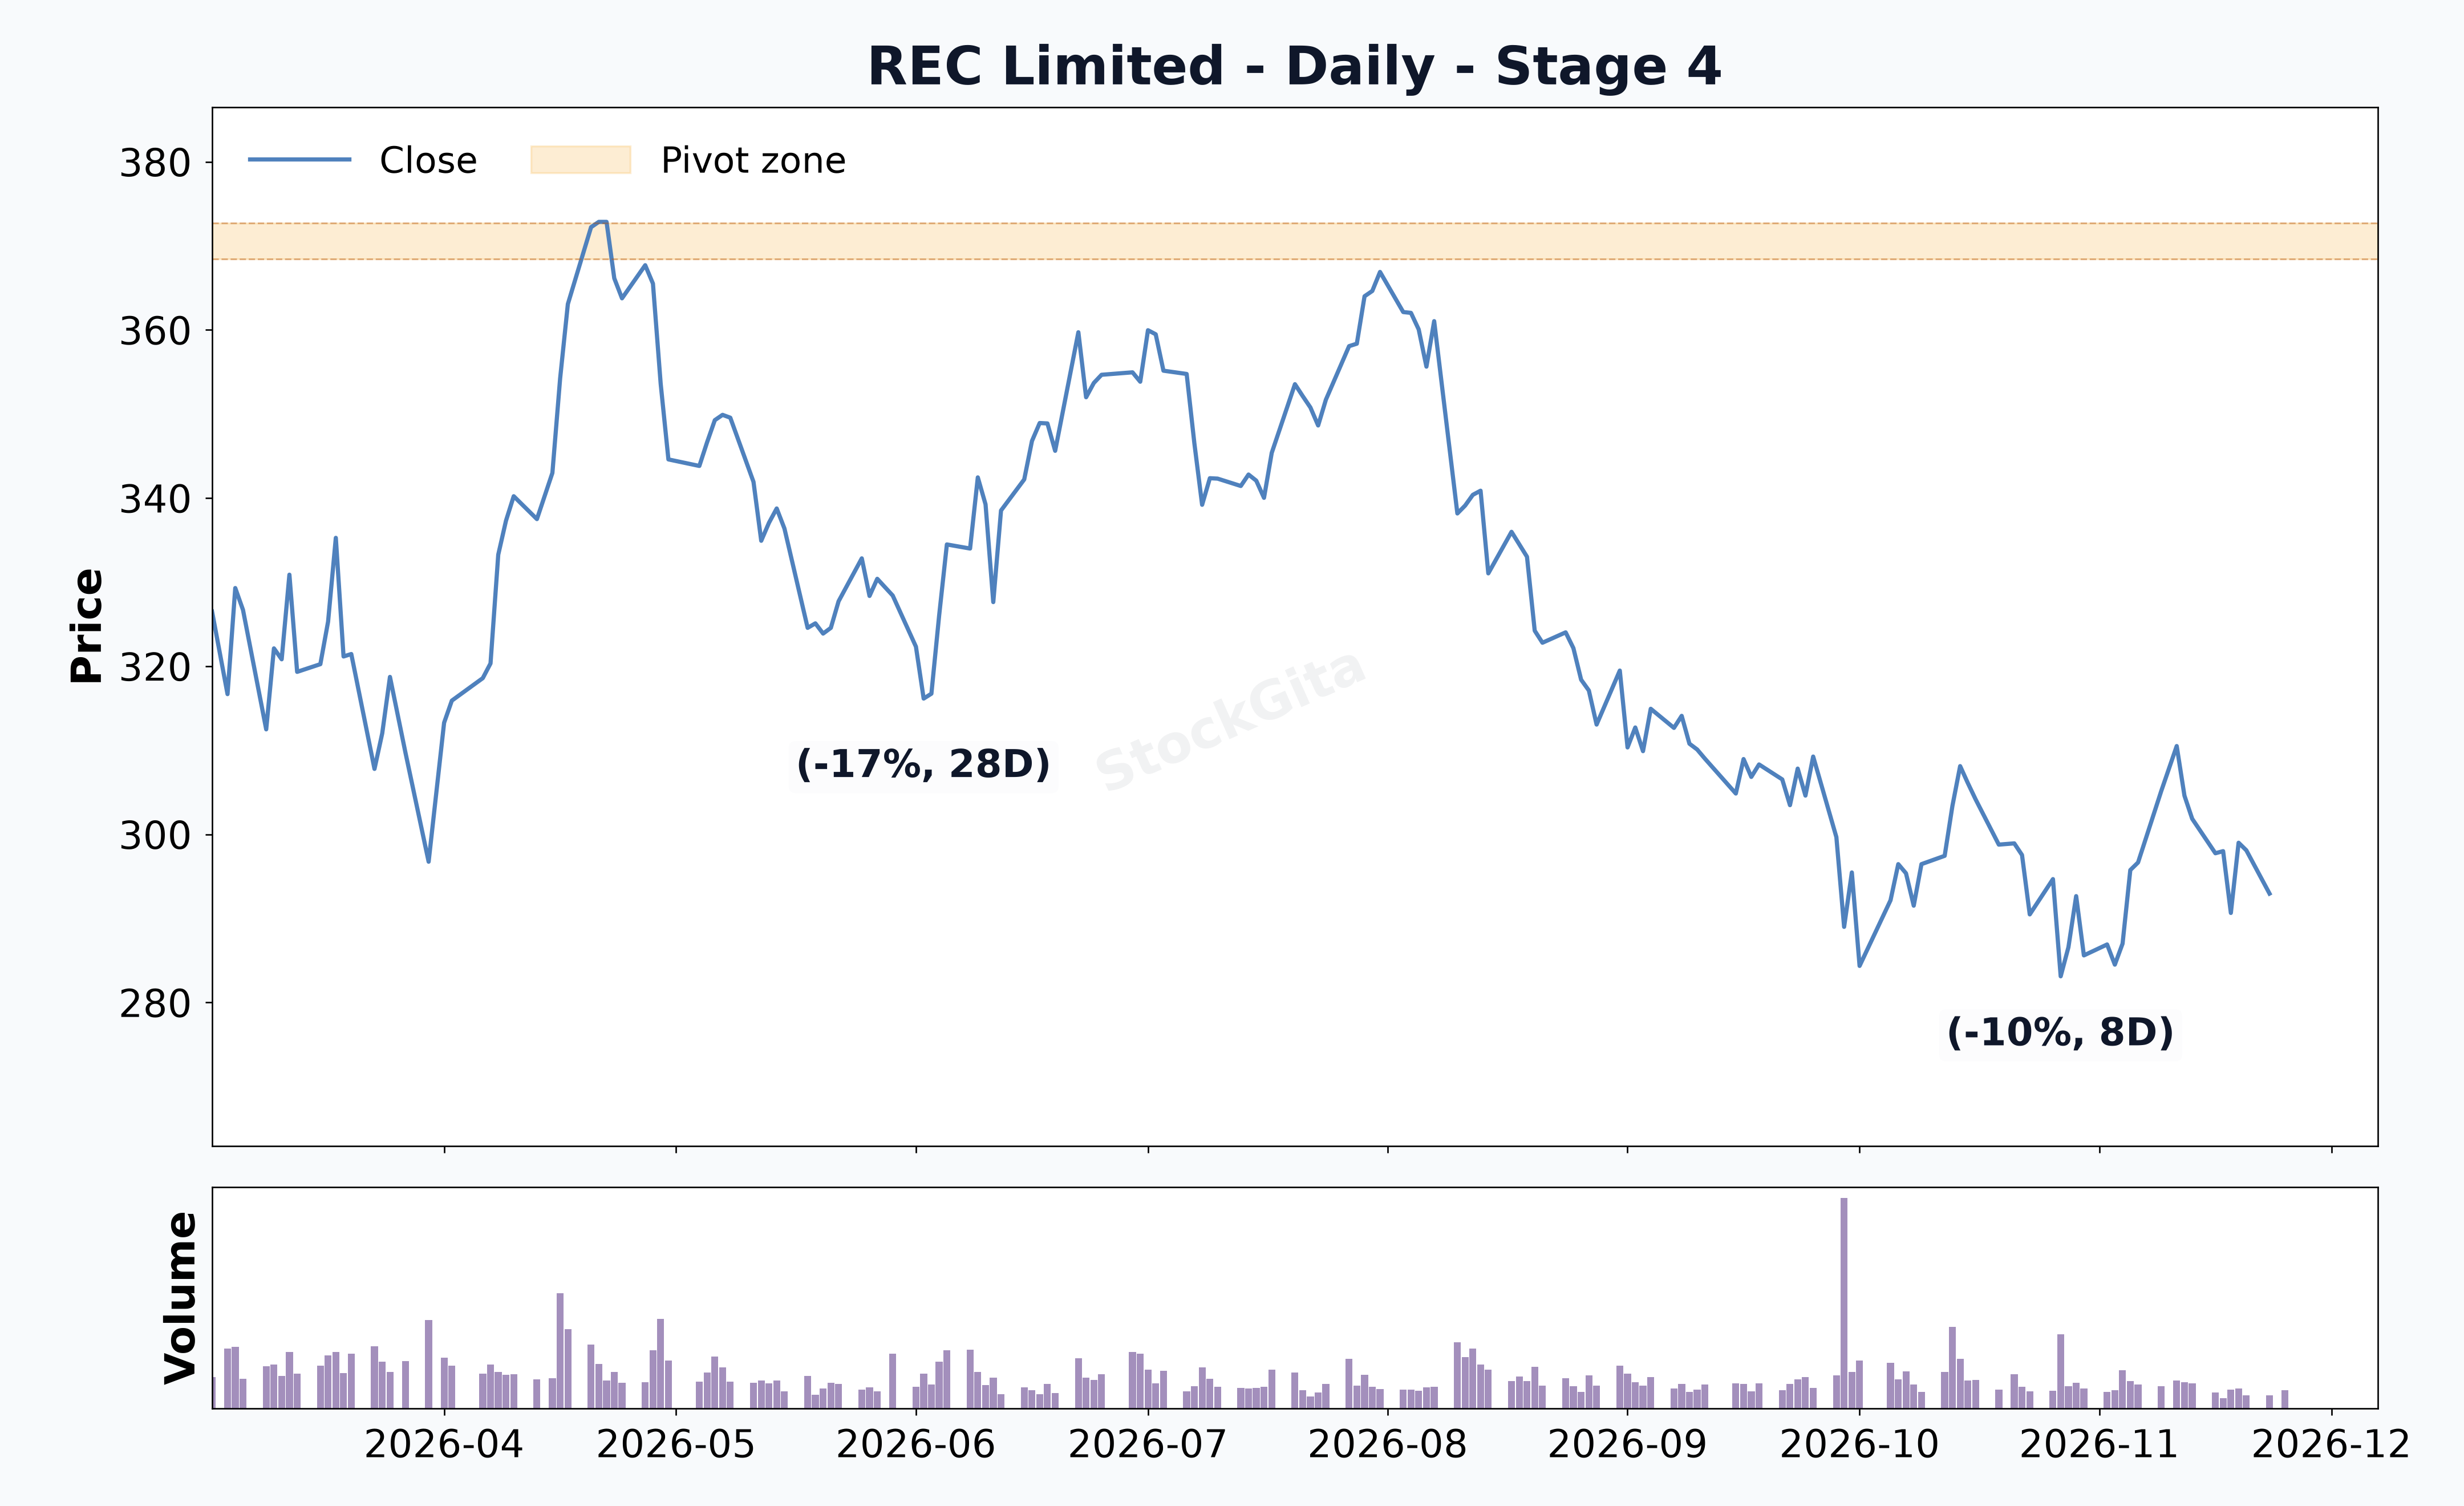 REC Limited - Daily - Stage 4
Close
Pivot zone
380
360
340
320
300
280
Price
StockGita
(-17%, 28D)
(-10%, 8D)
Volume
2026-04
2026-05
2026-06
2026-07
2026-08
2026-09
2026-10
2026-11
2026-12